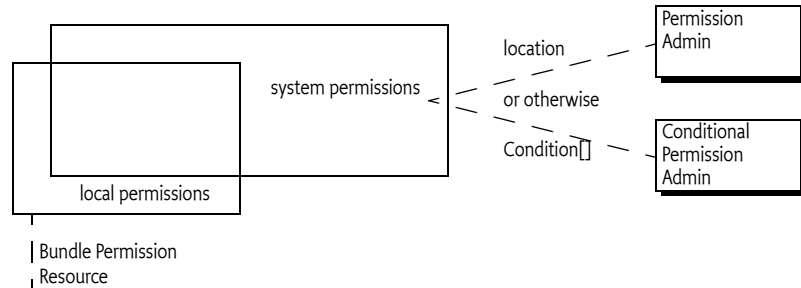 Permission
Admin
location
system permissions
or otherwise
Conditional
Permission
Admin
Condition[]
local permissions
Bundle Permission
Resource